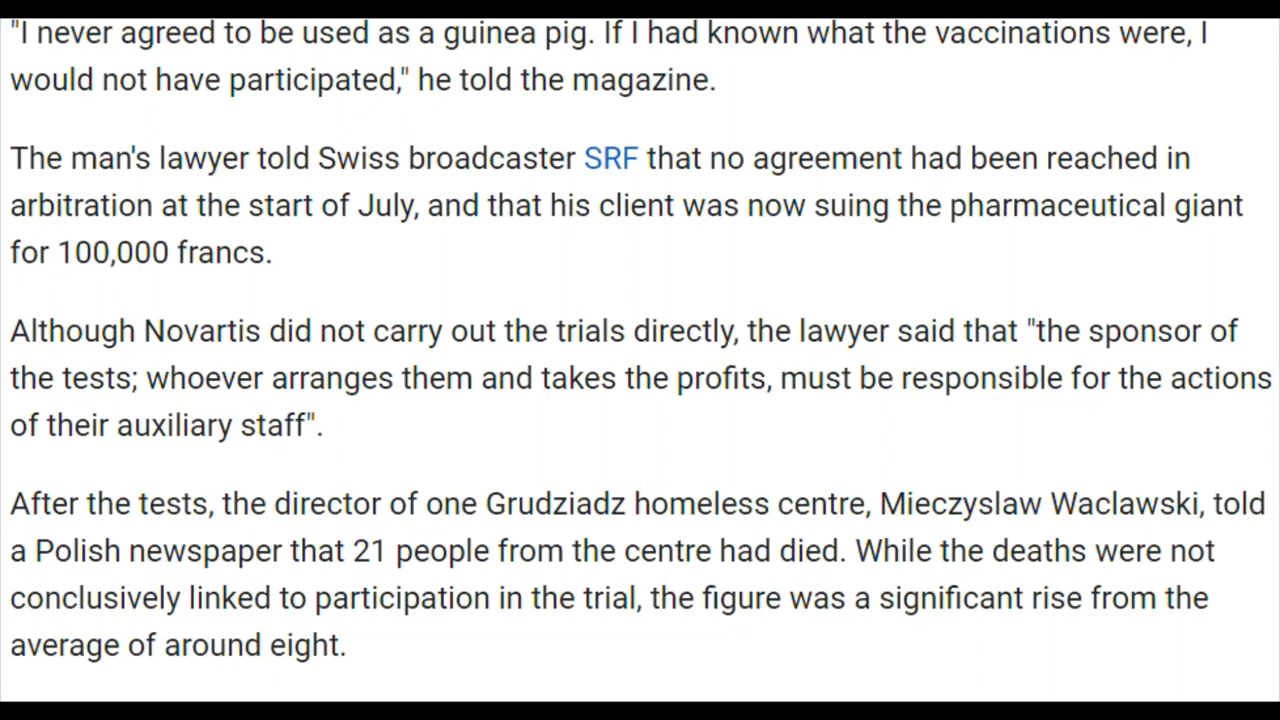 "I never agreed to be used as a guinea pig. If I had known what the vaccinations were, I
would not have participated," he told the magazine.
The man's lawyer told Swiss broadcaster SRF that no agreement had been reached in
arbitration at the start of July, and that his client was now suing the pharmaceutical giant
for 100,000 francs.
Although Novartis did not carry out the trials directly, the lawyer said that "the sponsor of
the tests; whoever arranges them and takes the profits, must be responsible for the actions
of their auxiliary staff".
After the tests, the director of one Grudziadz homeless centre, Mieczyslaw Waclawski, told
a Polish newspaper that 21 people from the centre had died. While the deaths were not
conclusively linked to participation in the trial, the figure was a significant rise from the
average of around eight.